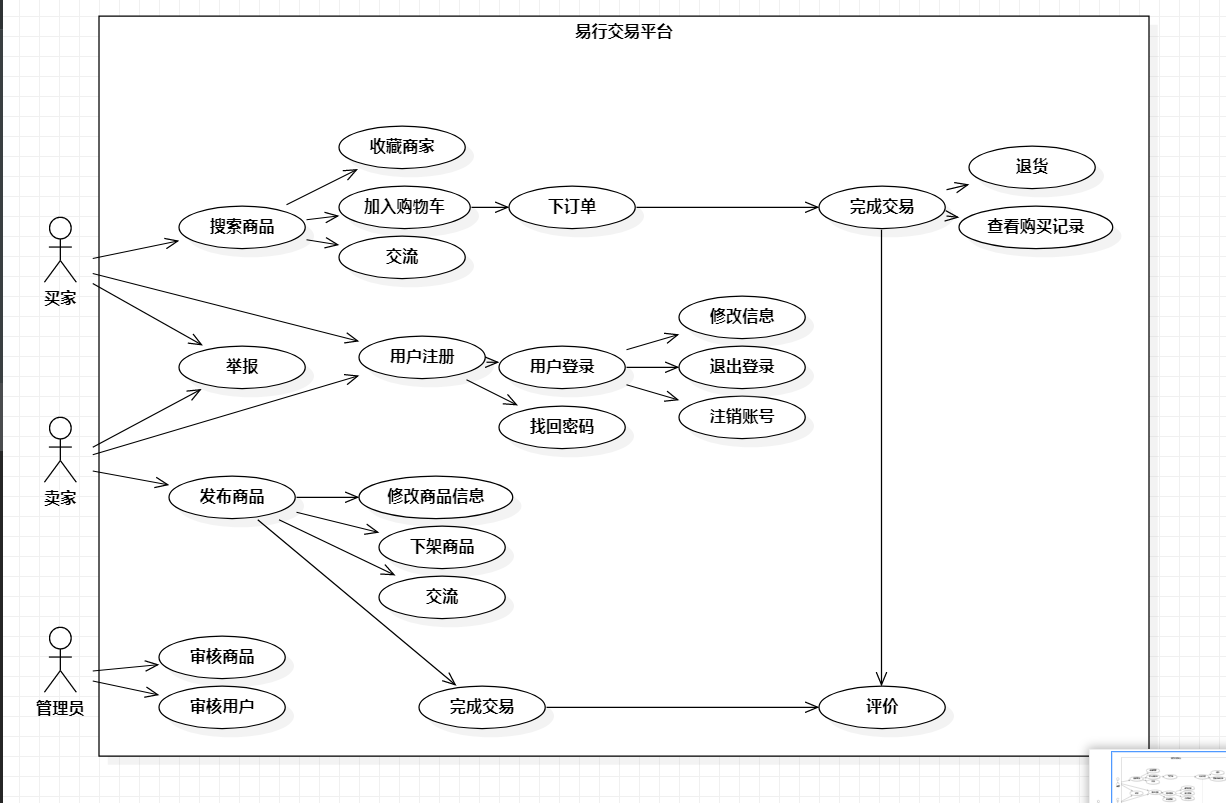 易行交易平台
收藏商家
退货
搜索商品
加入购物车
下订单
完成交易
查看购买记录
交流
买家
修改信息
举报
用户注册
用户登录
退出登录
找回密码
注销账号
卖家
发布商品
修改商品信息
下架商品
交流
审核商品
管理员
审核用户
完成交易
评价